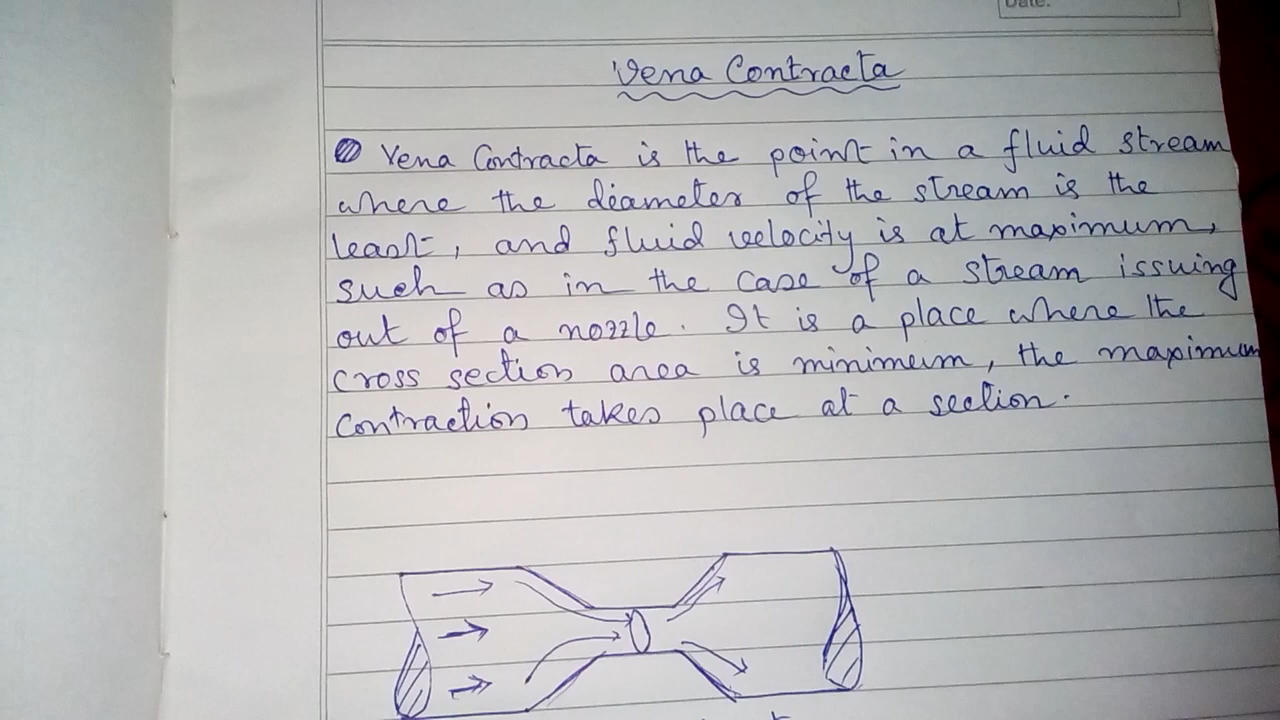 Date:
Vena Contracta
Vena Contracta is the point in a fluid stream
where the diameter of the stream is the
least, and fluid velocity is at maximum,
such as in the case of a stream issuing
out of a nozzle. It is a place where the
cross section area is minimum, the maximum
contraction takes place at a section.